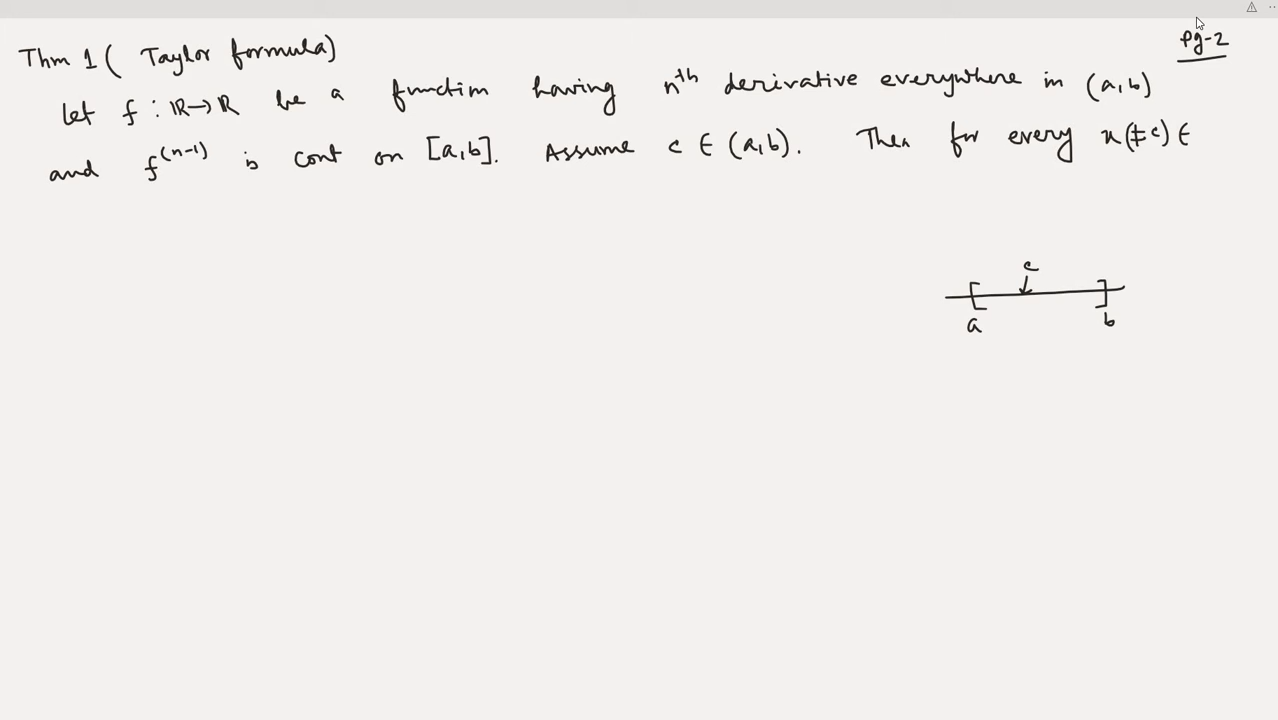 Pg-2
Thm 1 ( Taylor formula)
Let f : ℝ→ℝ be a function having n^th derivative everywhere in (a,b)
and f^(n-1) is cont on [a,b]. Assume c ∈ (a,b). Then for every x(≠c) ∈
c
a b